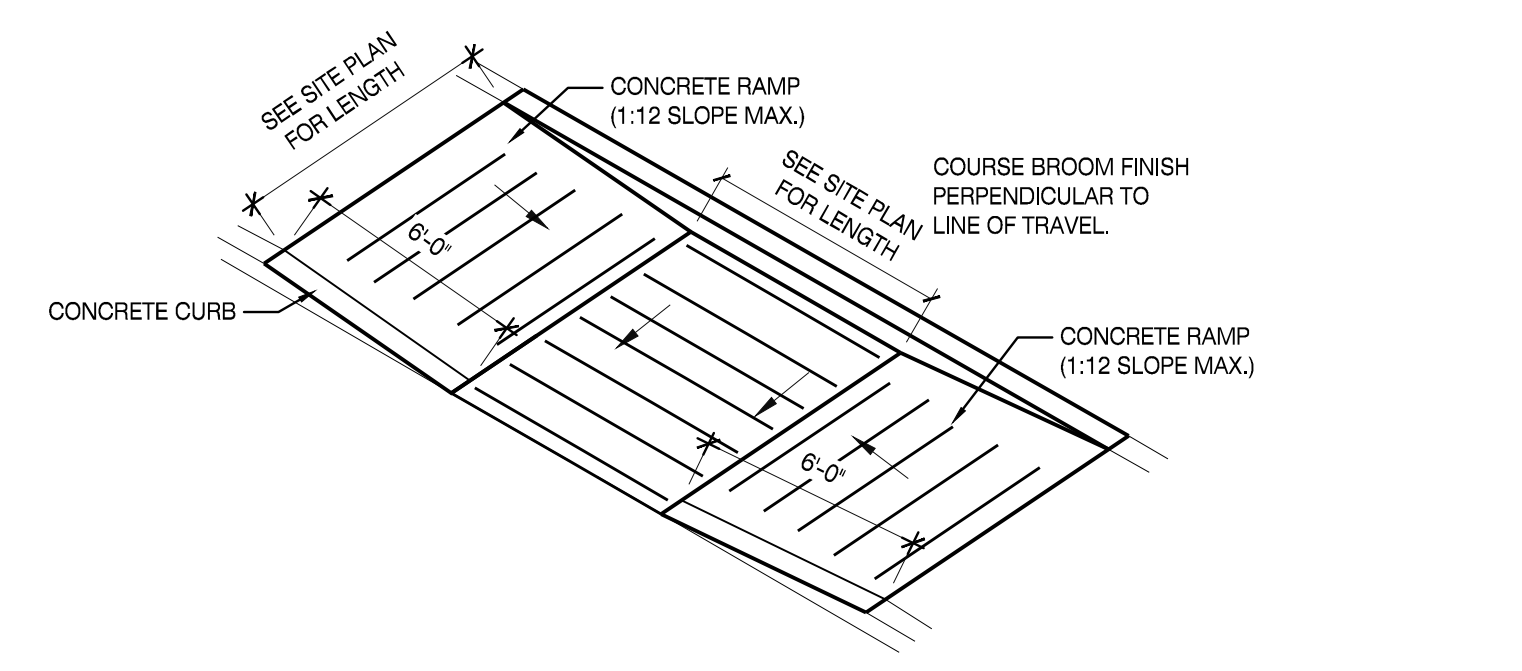 SEE SITE PLAN
FOR LENGTH
CONCRETE RAMP
(1:12 SLOPE MAX.)
SEE SITE PLAN
FOR LENGTH
COURSE BROOM FINISH
PERPENDICULAR TO
LINE OF TRAVEL.
6'-0"
CONCRETE CURB
CONCRETE RAMP
(1:12 SLOPE MAX.)
6'-0"